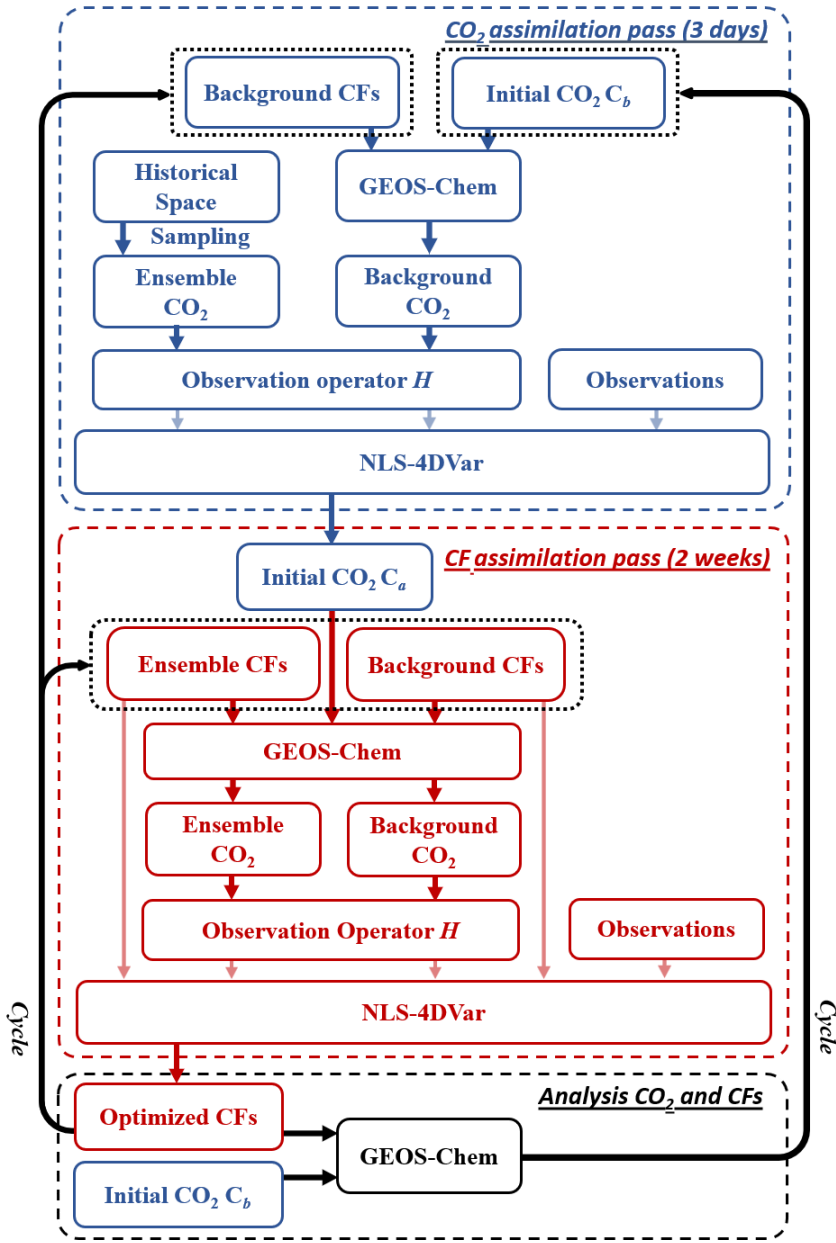 CO₂ assimilation pass (3 days)
Background CFs
Initial CO₂ C_b
Historical
Space
GEOS-Chem
Sampling
Ensemble
CO₂
Background
CO₂
Observation operator H
Observations
NLS-4DVar
CF assimilation pass (2 weeks)
Initial CO₂ C_a
Ensemble CFs
Background CFs
GEOS-Chem
Ensemble
CO₂
Background
CO₂
Observation Operator H
Observations
NLS-4DVar
Cycle
Cycle
Analysis CO₂ and CFs
Optimized CFs
GEOS-Chem
Initial CO₂ C_b